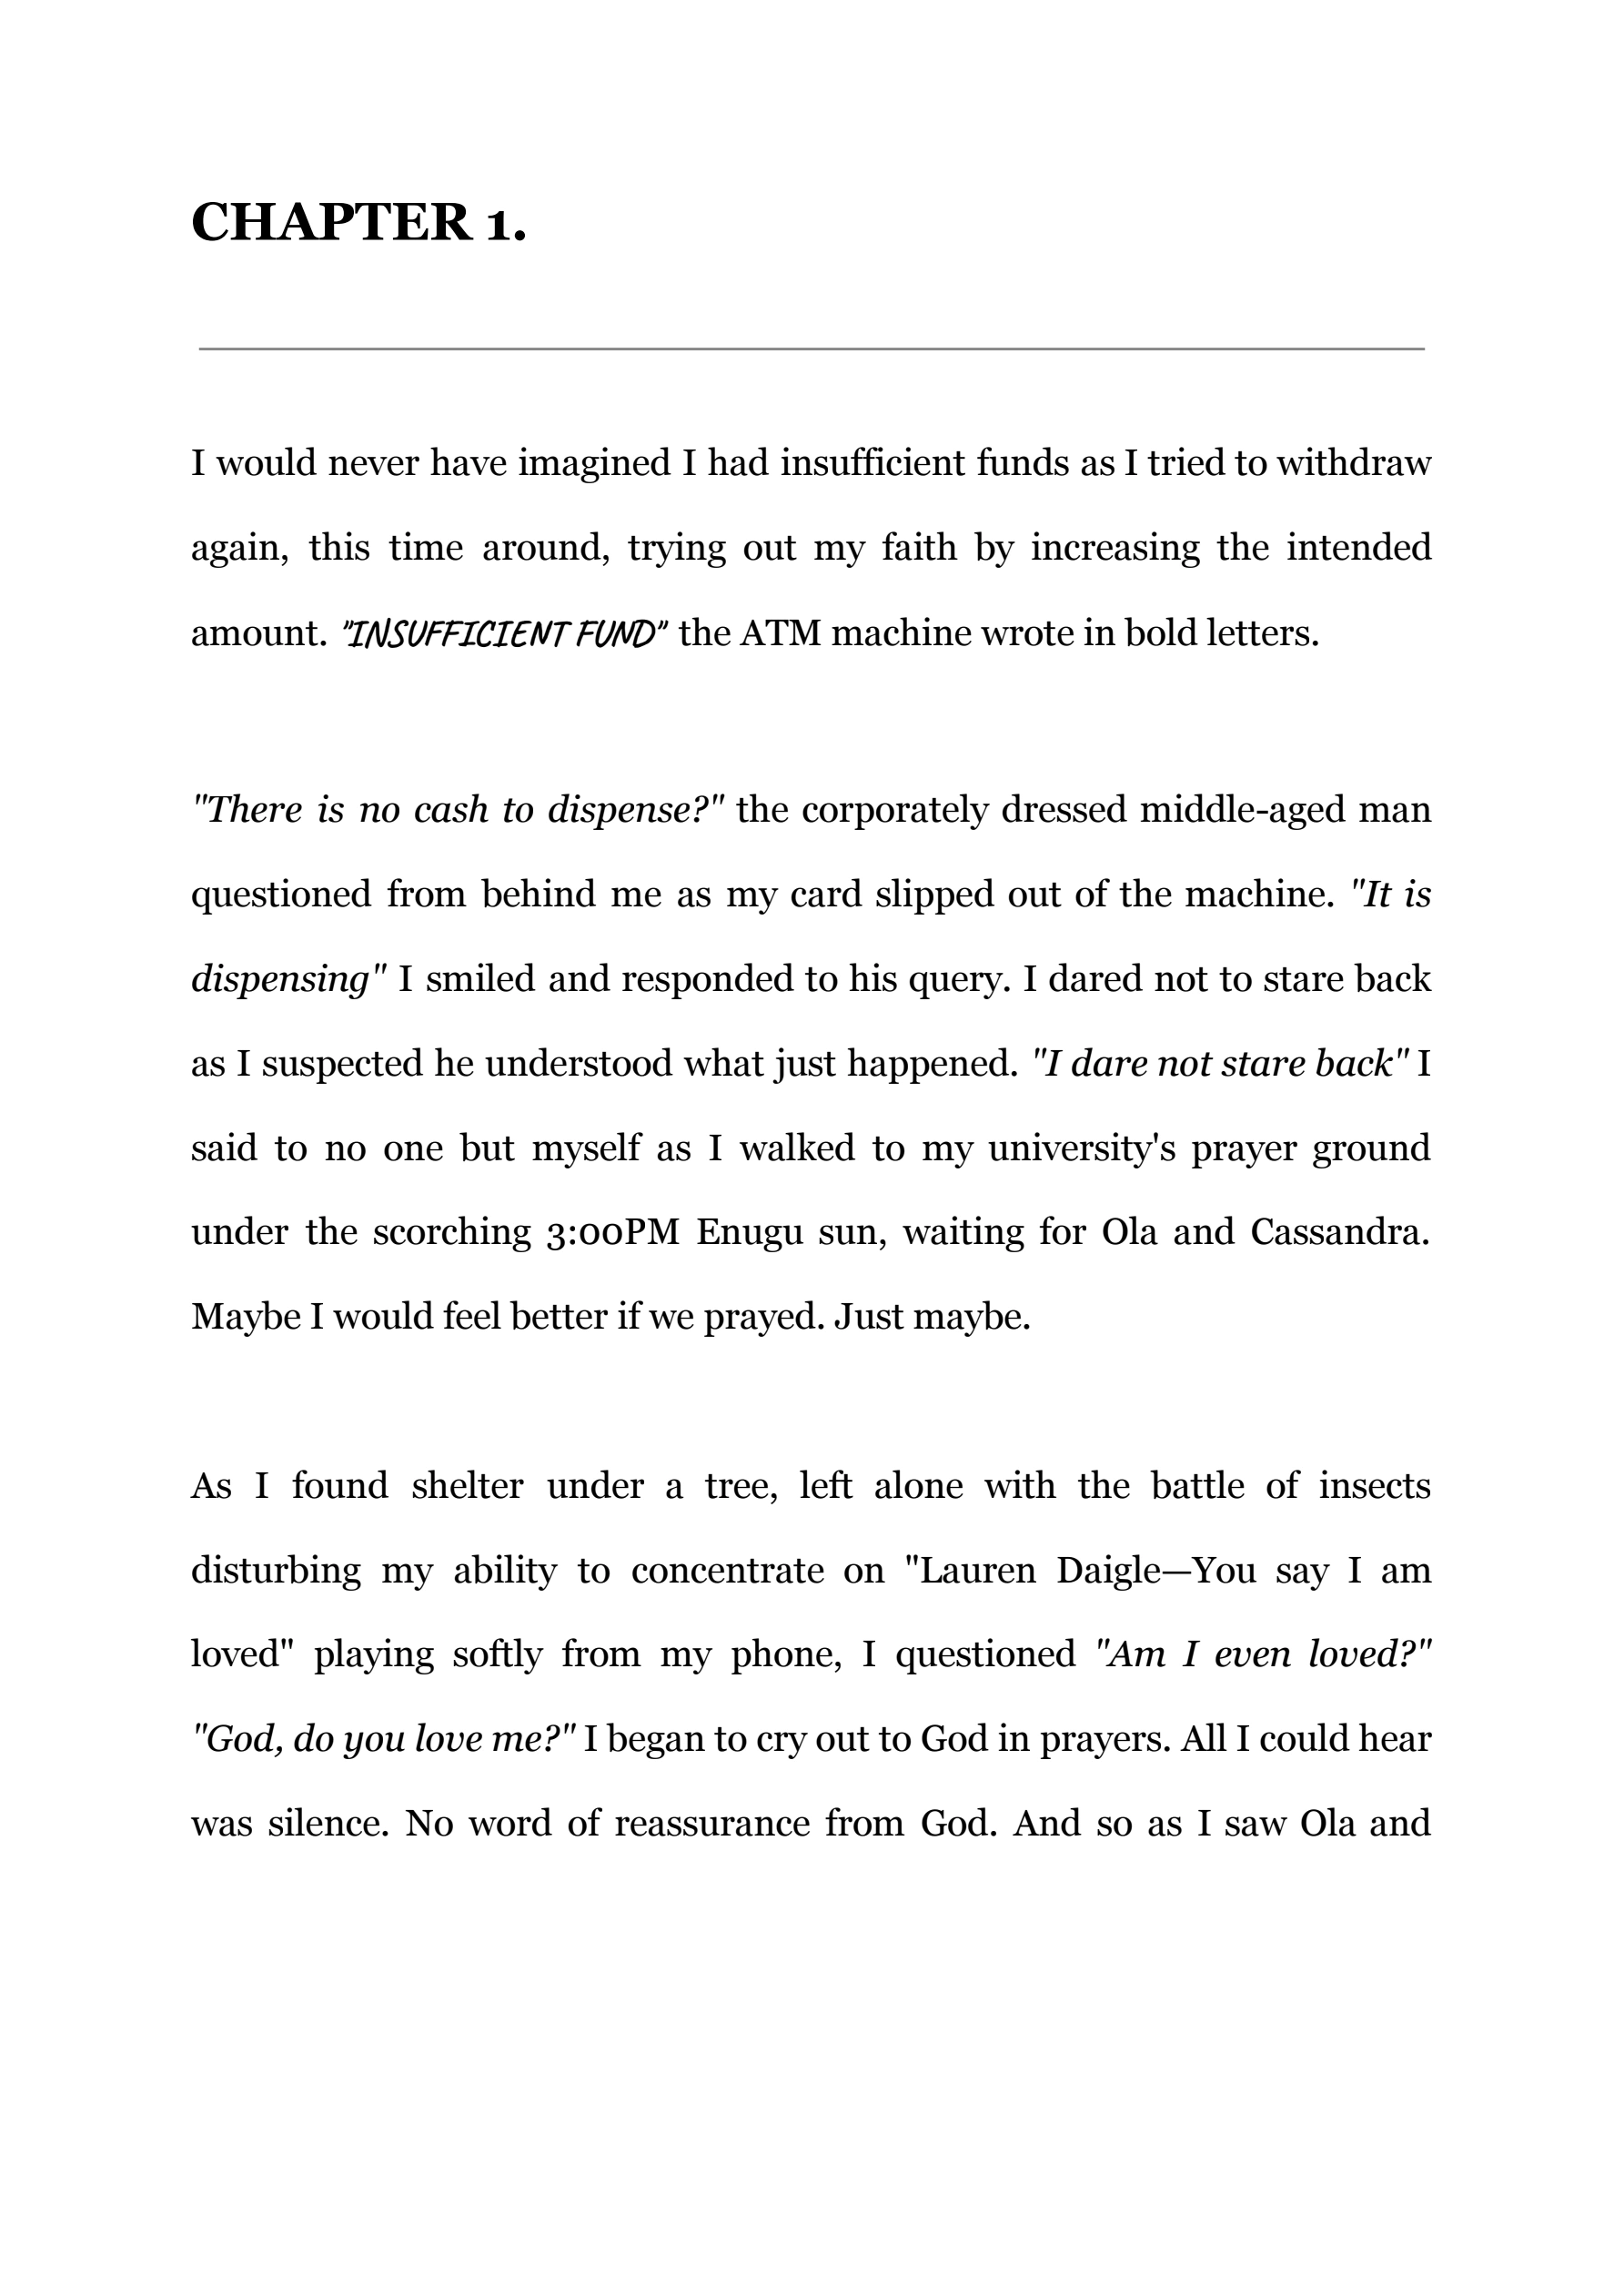 CHAPTER 1.
I would never have imagined I had insufficient funds as I tried to withdraw
again, this time around, trying out my faith by increasing the intended
amount. "INSUFFICIENT FUND" the ATM machine wrote in bold letters.
"There is no cash to dispense?" the corporately dressed middle-aged man
questioned from behind me as my card slipped out of the machine. "It is
dispensing" I smiled and responded to his query. I dared not to stare back
as I suspected he understood what just happened. "I dare not stare back" I
said to no one but myself as I walked to my university's prayer ground
under the scorching 3:00PM Enugu sun, waiting for Ola and Cassandra.
Maybe I would feel better if we prayed. Just maybe.
As I found shelter under a tree, left alone with the battle of insects
disturbing my ability to concentrate on "Lauren Daigle—You say I am
loved" playing softly from my phone, I questioned "Am I even loved?"
"God, do you love me?" I began to cry out to God in prayers. All I could hear
was silence. No word of reassurance from God. And so as I saw Ola and